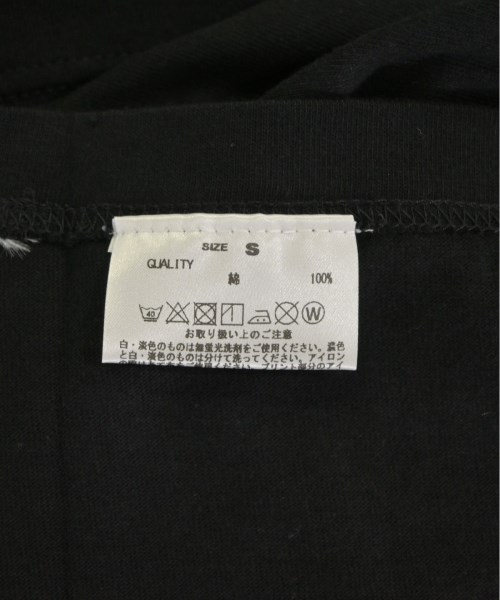 SIZE S
QUALITY
綿 100%
40 W
お取り扱い上のご注意
白・淡色のものは無蛍光洗剤をご使用ください。濃色
と白・淡色のものは分けて洗ってください。アイロン